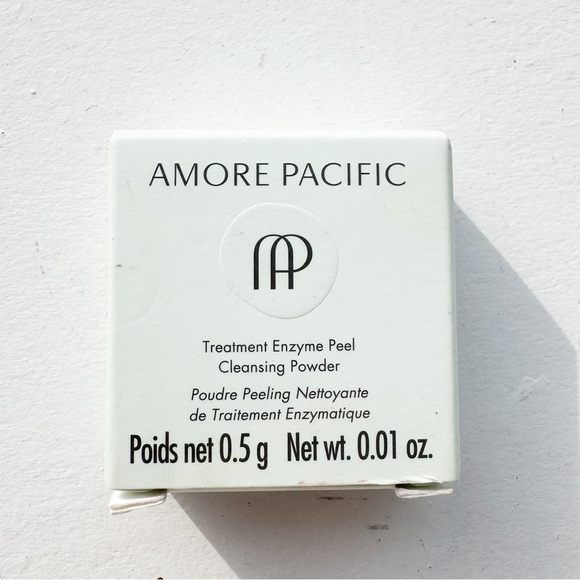 AMORE PACIFIC
AP
Treatment Enzyme Peel
Cleansing Powder
Poudre Peeling Nettoyante
de Traitement Enzymatique
Poids net 0.5 g Net wt. 0.01 oz.